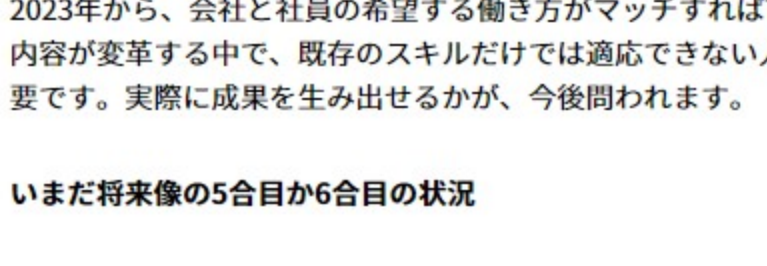 2023年から、会社と社員の希望する働き方がマッチすれば
内容が変革する中で、既存のスキルだけでは適応できない
要です。実際に成果を生み出せるかが、今後問われます。
いまだ将来像の5合目か6合目の状況